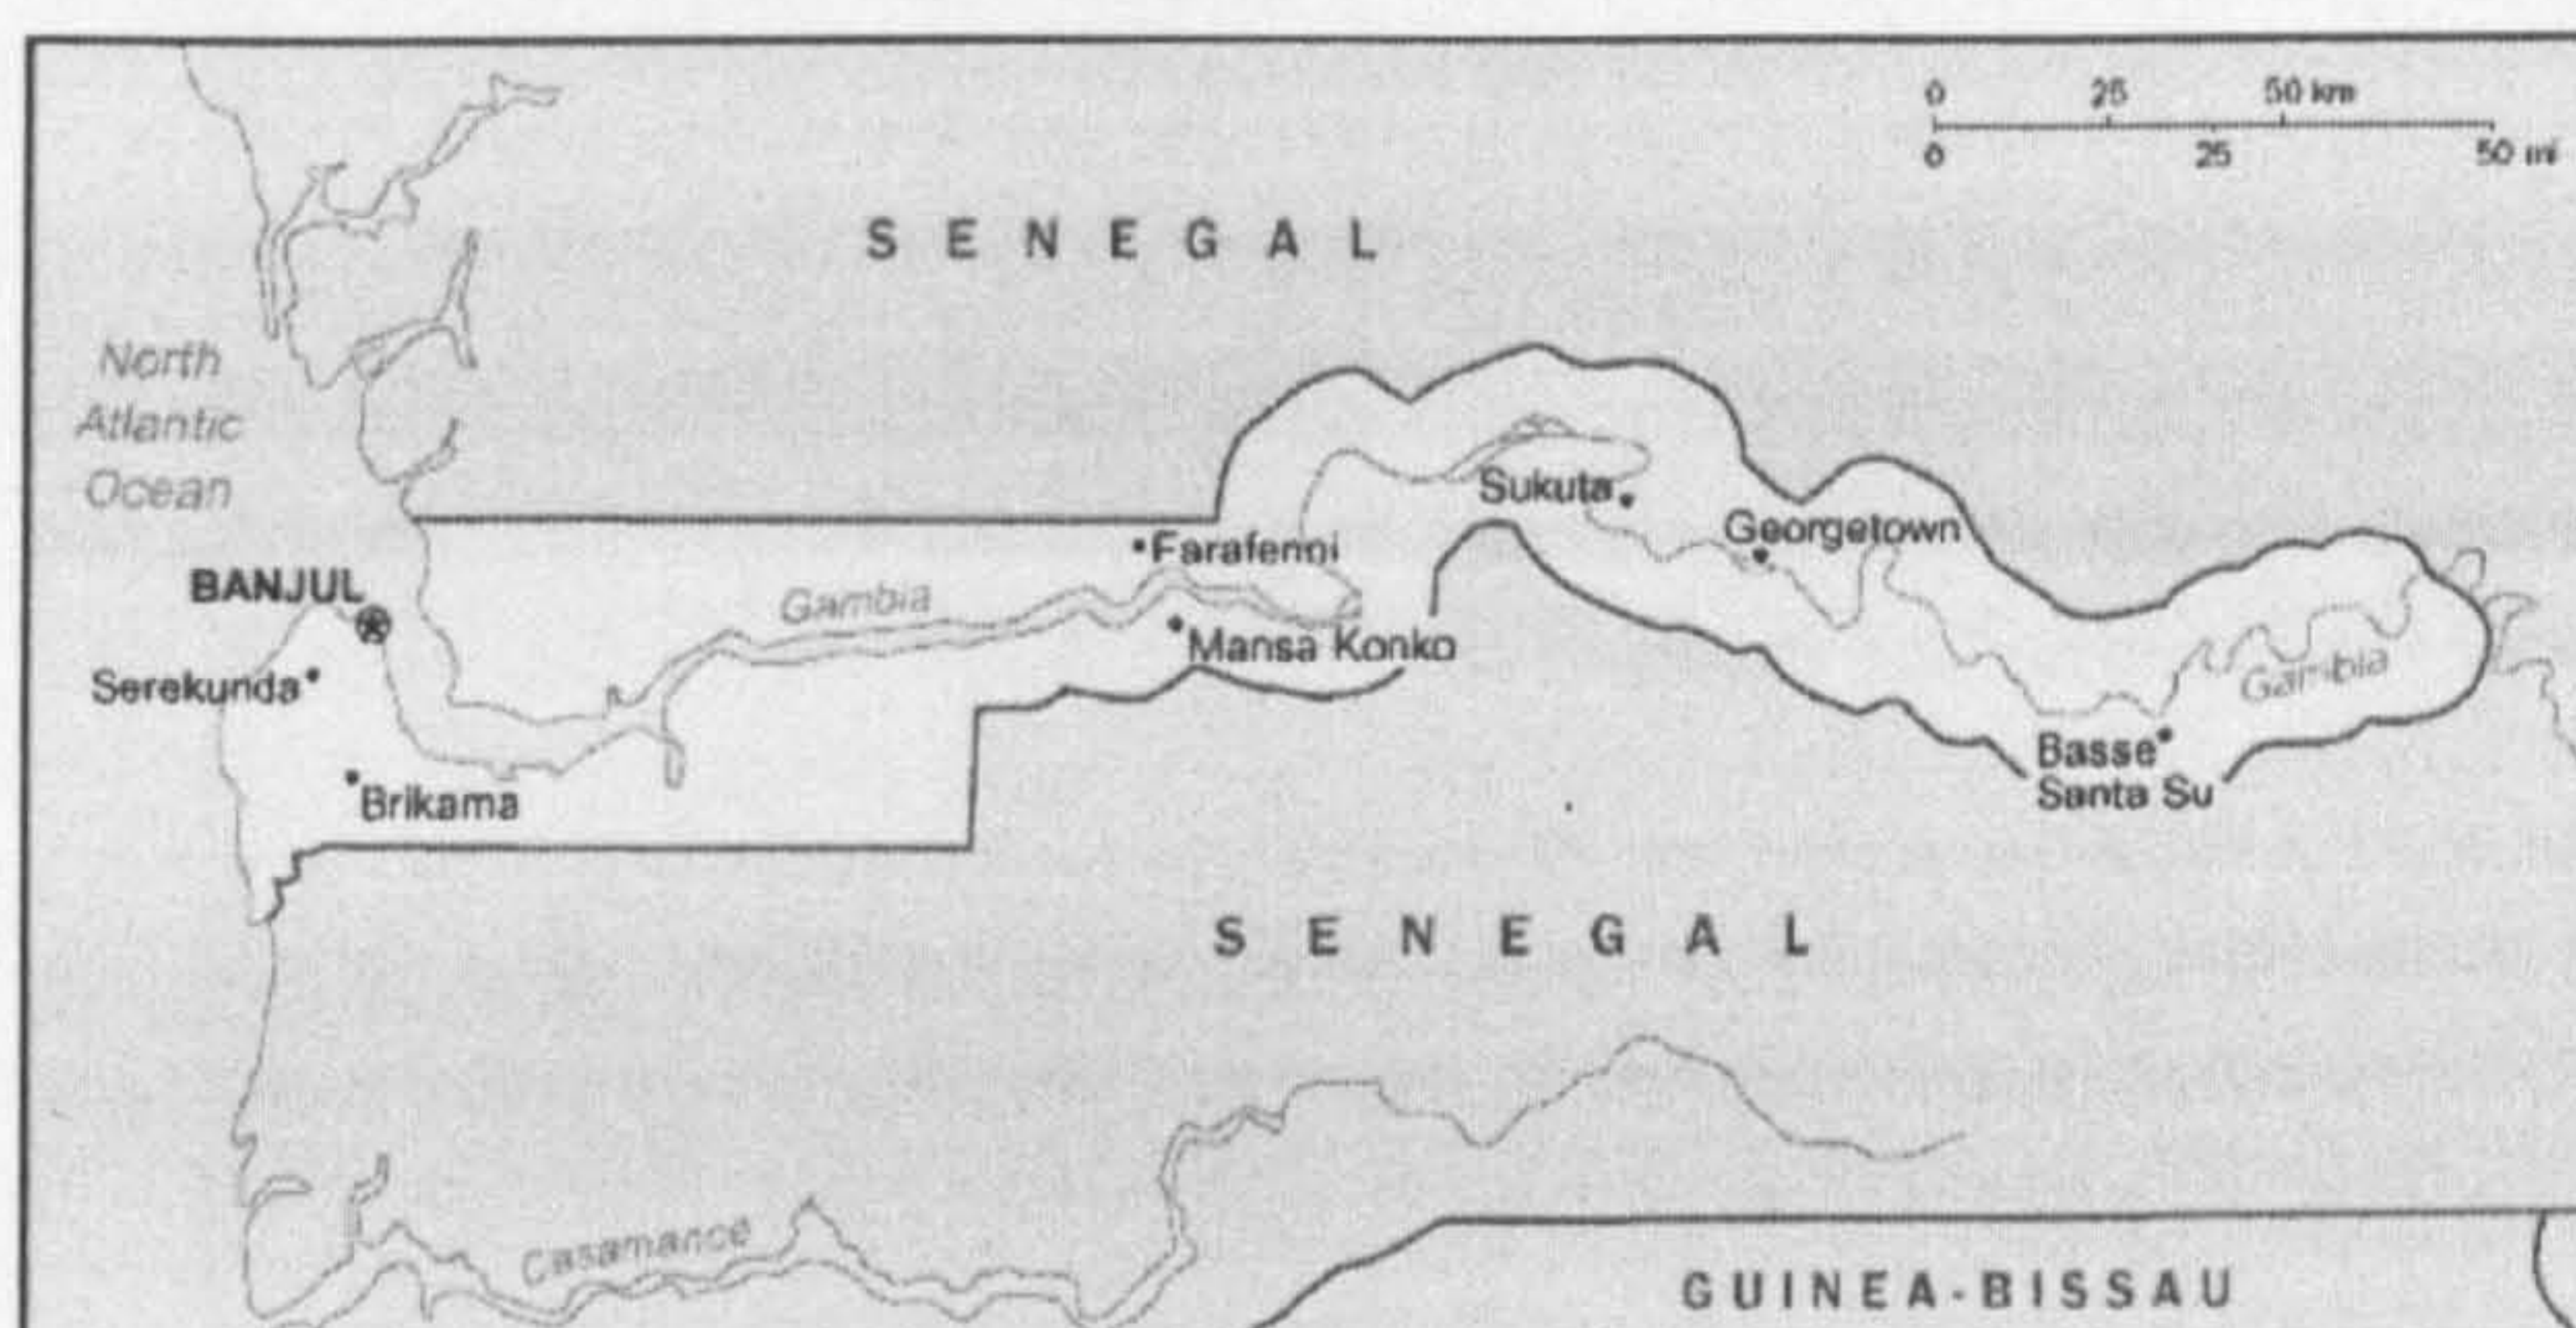 0 25 50 km
0 25 50 mi
SENEGAL
North
Atlantic
Ocean
Sukuta
Georgetown
Farafenni
BANJUL
Gambia
Mansa Konko
Serekunda
Gambia
Basse
Santa Su
Brikama
SENEGAL
Casamance
GUINEA-BISSAU